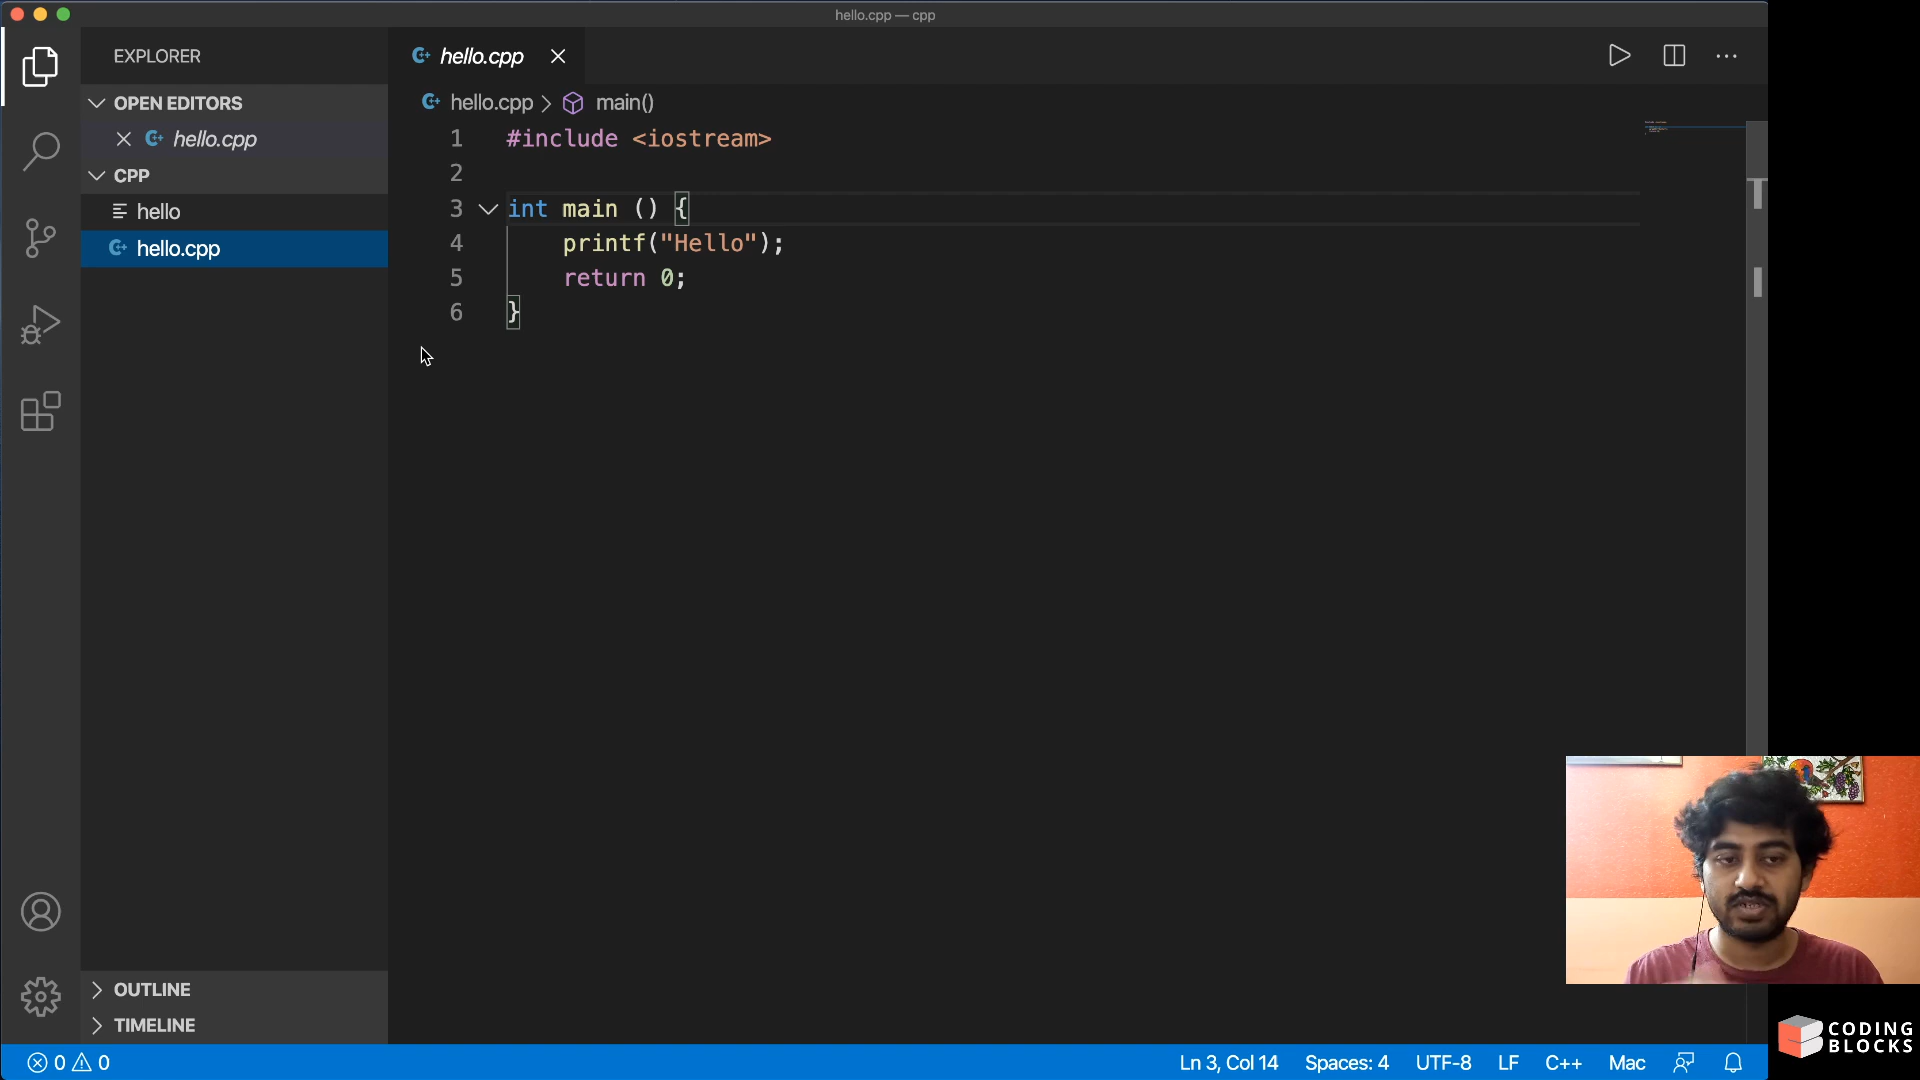 hello.cpp — cpp
EXPLORER
OPEN EDITORS
hello.cpp
CPP
hello
hello.cpp
OUTLINE
TIMELINE
hello.cpp
hello.cpp > main()
1 #include <iostream>
2
3 int main () {
4 printf("Hello");
5 return 0;
6 }
0 0
Ln 3, Col 14 Spaces: 4 UTF-8 LF C++ Mac
CODING
BLOCKS